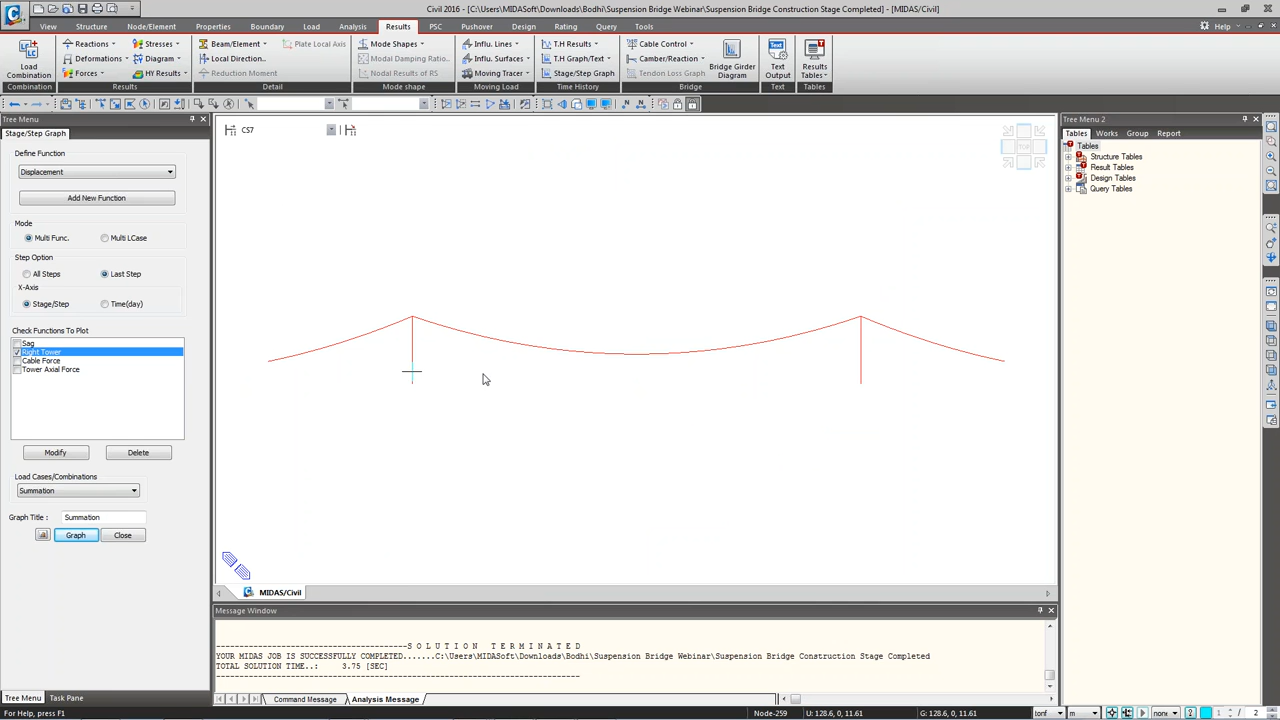 Civil 2016 - [C:\Users\MIDASoft\Downloads\Bodhi\Suspension Bridge Webinar\Suspension Bridge Construction Stage Completed] - [MIDAS/Civil]
View Structure Node/Element Properties Boundary Load Analysis Results PSC Pushover Design Rating Query Tools Help
Reactions Stresses Beam/Element Plate Local Axis Mode Shapes Influ. Lines T.H Results Cable Control
Deformations Diagram Local Direction.. Modal Damping Ratio.. Influ. Surfaces T.H Graph/Text Camber/Reaction
Forces HY Results Reduction Moment Nodal Results of RS Moving Tracer Stage/Step Graph Tendon Loss Graph
Load Combination Bridge Girder Diagram Text Output Results Tables
Combination Results Detail Mode shape Moving Load Time History Bridge Text Tables
Tree Menu
Stage/Step Graph
Define Function
Displacement
Add New Function
Mode
Multi Func. Multi LCase
Step Option
All Steps Last Step
X-Axis
Stage/Step Time(day)
Check Functions To Plot
Sag
Right Tower
Cable Force
Tower Axial Force
Modify Delete
Load Cases/Combinations
Summation
Graph Title : Summation
Graph Close
Tree Menu Task Pane
CS7
TOP
MIDAS/Civil
Message Window
S O L U T I O N T E R M I N A T E D
YOUR MIDAS JOB IS SUCCESSFULLY COMPLETED.......C:\Users\MIDASoft\Downloads\Bodhi\Suspension Bridge Webinar\Suspension Bridge Construction Stage Completed
TOTAL SOLUTION TIME..: 3.75 [SEC]
Command Message Analysis Message
Tree Menu 2
Tables Works Group Report
Tables
Structure Tables
Result Tables
Design Tables
Query Tables
For Help, press F1
Node-259 U: 128.6, 0, 11.61 G: 128.6, 0, 11.61 tonf m none 1 / 2